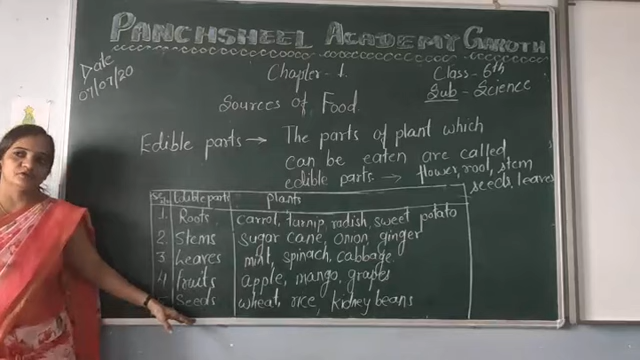 PANCHSHEEL ACADEMY GAROTH
Date
07/07/20
Chapter - 1.
Class - 6th
Sub - Science
Sources of Food
Edible parts → The parts of plant which
can be eaten are called
edible parts → flower, root, stem
seeds, leaves
S.No. Edible part plants
1. Roots carrot, turnip, radish, sweet potato
2. Stems sugar cane, onion, ginger
3. Leaves mint, spinach, cabbage
4 fruits apple, mango, grapes
Seeds wheat, rice, kidney beans